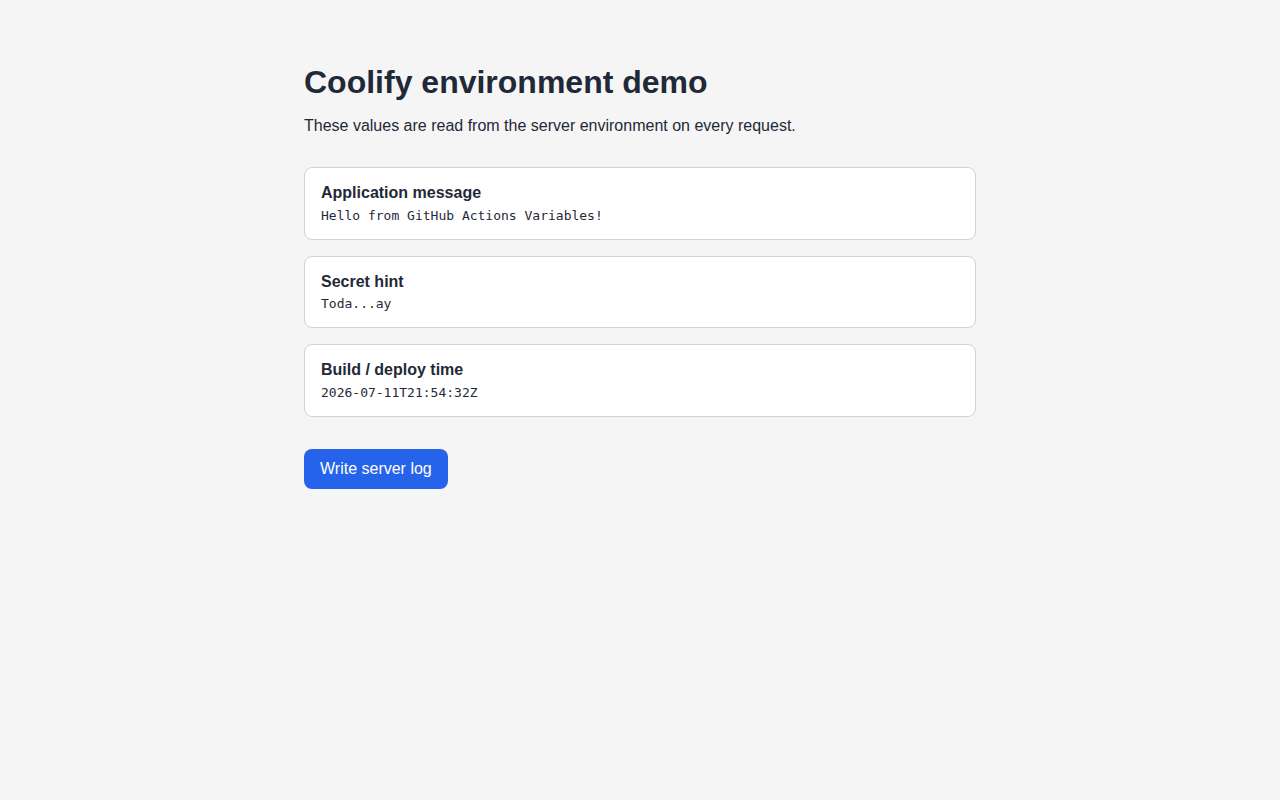 Coolify environment demo
These values are read from the server environment on every request.
Application message
Hello from GitHub Actions Variables!
Secret hint
Toda...ay
Build / deploy time
2026-07-11T21:54:32Z
Write server log